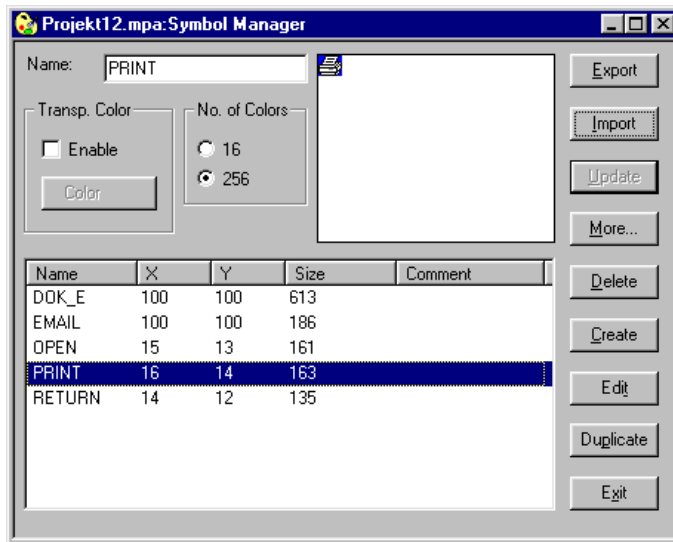 Projekt12.mpa:Symbol Manager
Name: PRINT
Export
Transp. Color
No. of Colors
Import
Enable
16
256
Color
Update
More...
Name X Y Size Comment
DOK_E 100 100 613
EMAIL 100 100 186
OPEN 15 13 161
PRINT 16 14 163
RETURN 14 12 135
Delete
Create
Edit
Duplicate
Exit